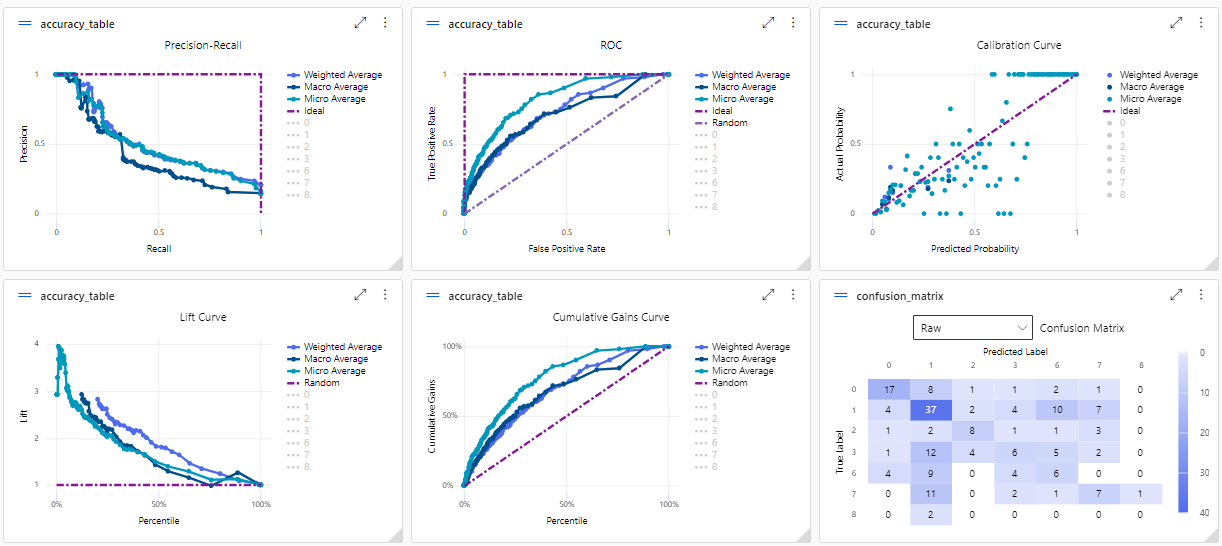 accuracy_table
Precision-Recall
Precision
1
0.5
0
0
0.5
1
Recall
Weighted Average
Macro Average
Micro Average
Ideal
0
1
2
3
6
7
8
accuracy_table
ROC
True Positive Rate
1
0.5
0
0
0.5
1
False Positive Rate
Weighted Average
Macro Average
Micro Average
Ideal
Random
0
1
2
3
6
7
8
accuracy_table
Calibration Curve
Actual Probability
1
0.5
0
0
0.5
1
Predicted Probability
Weighted Average
Macro Average
Micro Average
Ideal
0
1
2
3
6
7
8
accuracy_table
Lift Curve
Lift
4
3
2
1
0%
50%
100%
Percentile
Weighted Average
Macro Average
Micro Average
Random
0
1
2
3
6
7
8
accuracy_table
Cumulative Gains Curve
Cumulative Gains
100%
50%
0%
0%
50%
100%
Percentile
Weighted Average
Macro Average
Micro Average
Random
0
1
2
3
6
7
8
confusion_matrix
Raw Confusion Matrix
Predicted Label
0 1 2 3 6 7 8
True Label
0 17 8 1 1 2 1 0
1 4 37 2 4 10 7 0
2 1 2 8 1 1 3 0
3 1 12 4 6 5 2 0
6 4 9 0 4 6 0 0
7 0 11 0 2 1 7 1
8 0 2 0 0 0 0 0
0
10
20
30
40